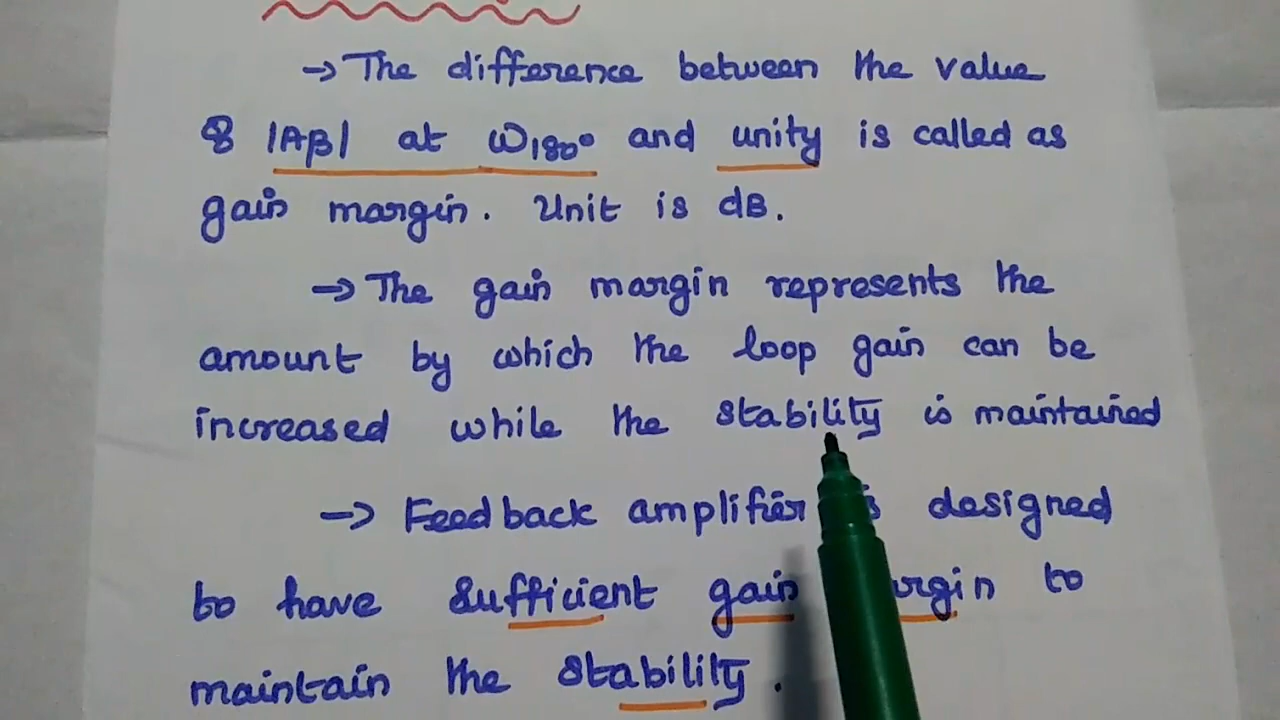 → The difference between the value
of |Aβ| at ω180° and unity is called as
gain margin. Unit is dB.
→ The gain margin represents the
amount by which the loop gain can be
increased while the stability is maintained
→ Feedback amplifier is designed
to have sufficient gain margin to
maintain the stability.